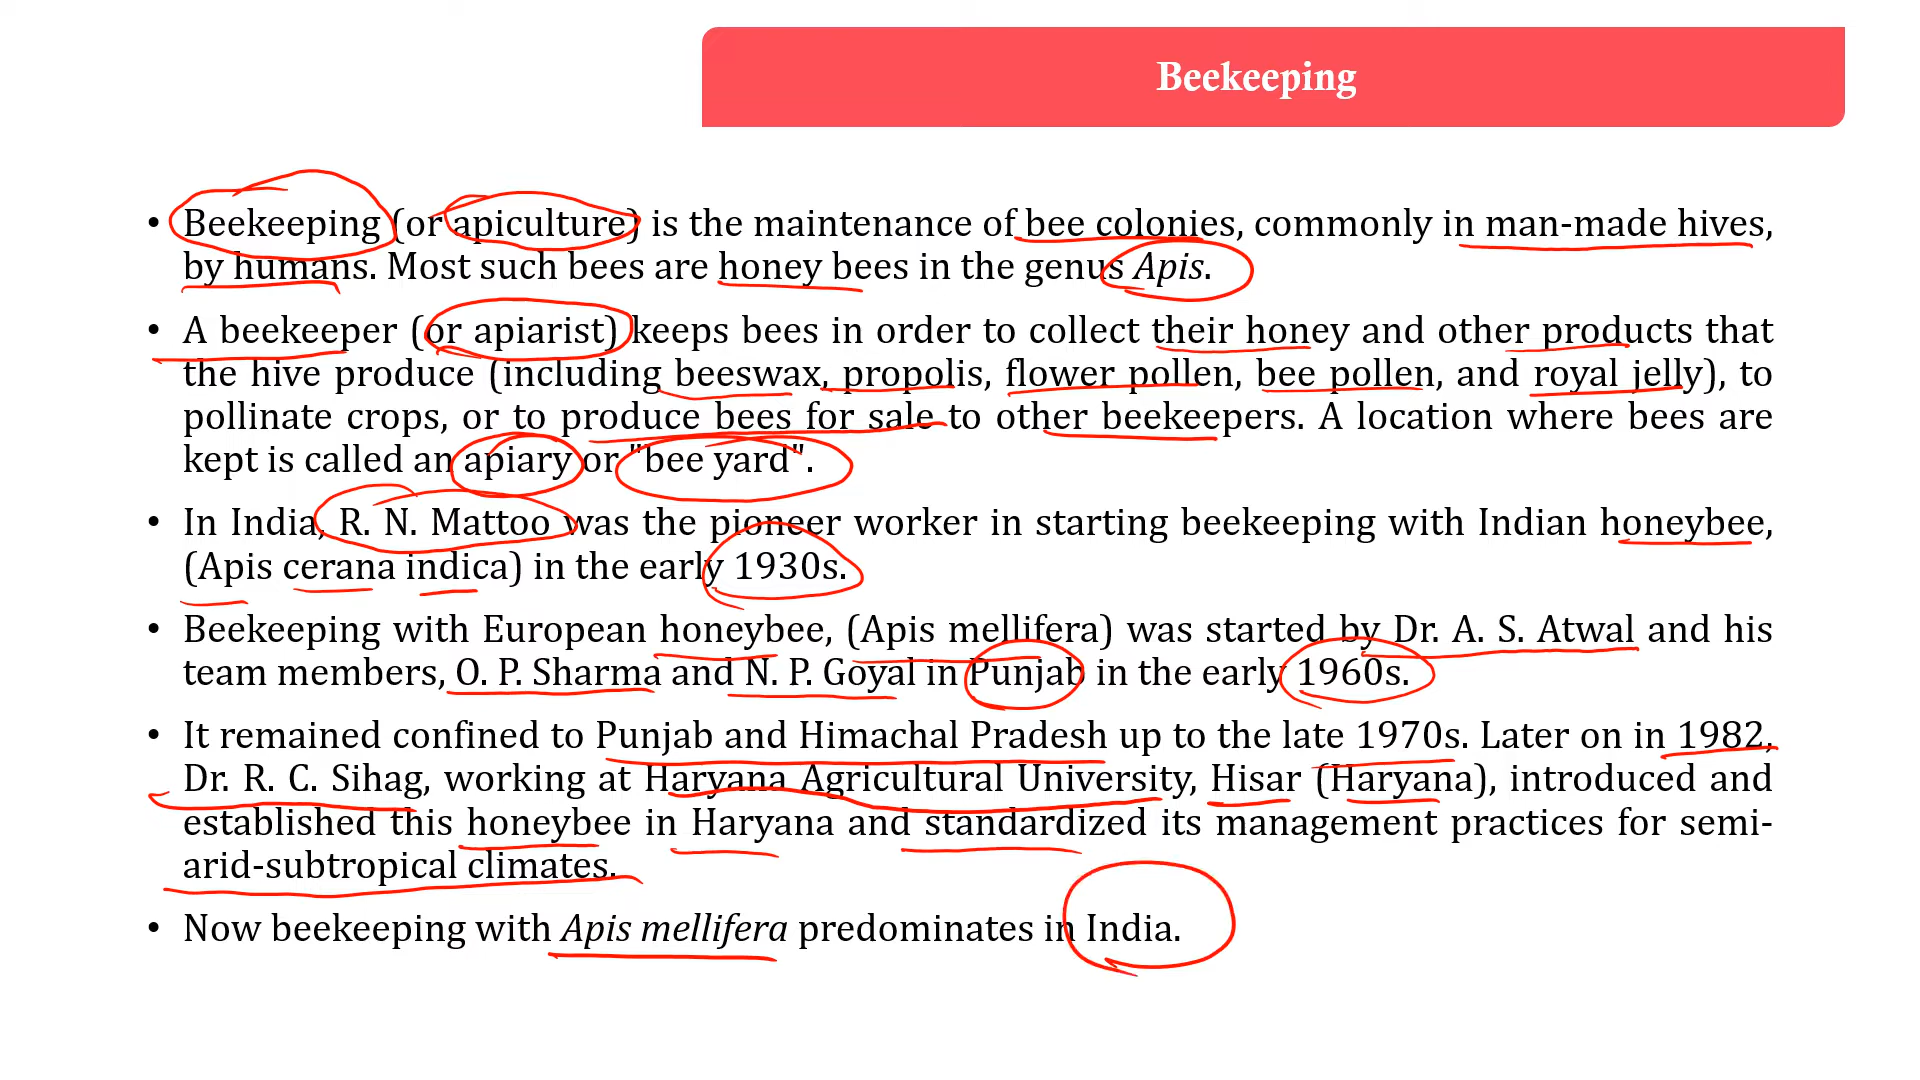 Beekeeping
• Beekeeping (or apiculture) is the maintenance of bee colonies, commonly in man-made hives,
by humans. Most such bees are honey bees in the genus Apis.
• A beekeeper (or apiarist) keeps bees in order to collect their honey and other products that
the hive produce (including beeswax, propolis, flower pollen, bee pollen, and royal jelly), to
pollinate crops, or to produce bees for sale to other beekeepers. A location where bees are
kept is called an apiary or "bee yard".
• In India, R. N. Mattoo was the pioneer worker in starting beekeeping with Indian honeybee,
(Apis cerana indica) in the early 1930s.
• Beekeeping with European honeybee, (Apis mellifera) was started by Dr. A. S. Atwal and his
team members, O. P. Sharma and N. P. Goyal in Punjab in the early 1960s.
• It remained confined to Punjab and Himachal Pradesh up to the late 1970s. Later on in 1982,
Dr. R. C. Sihag, working at Haryana Agricultural University, Hisar (Haryana), introduced and
established this honeybee in Haryana and standardized its management practices for semi-
arid-subtropical climates.
• Now beekeeping with Apis mellifera predominates in India.